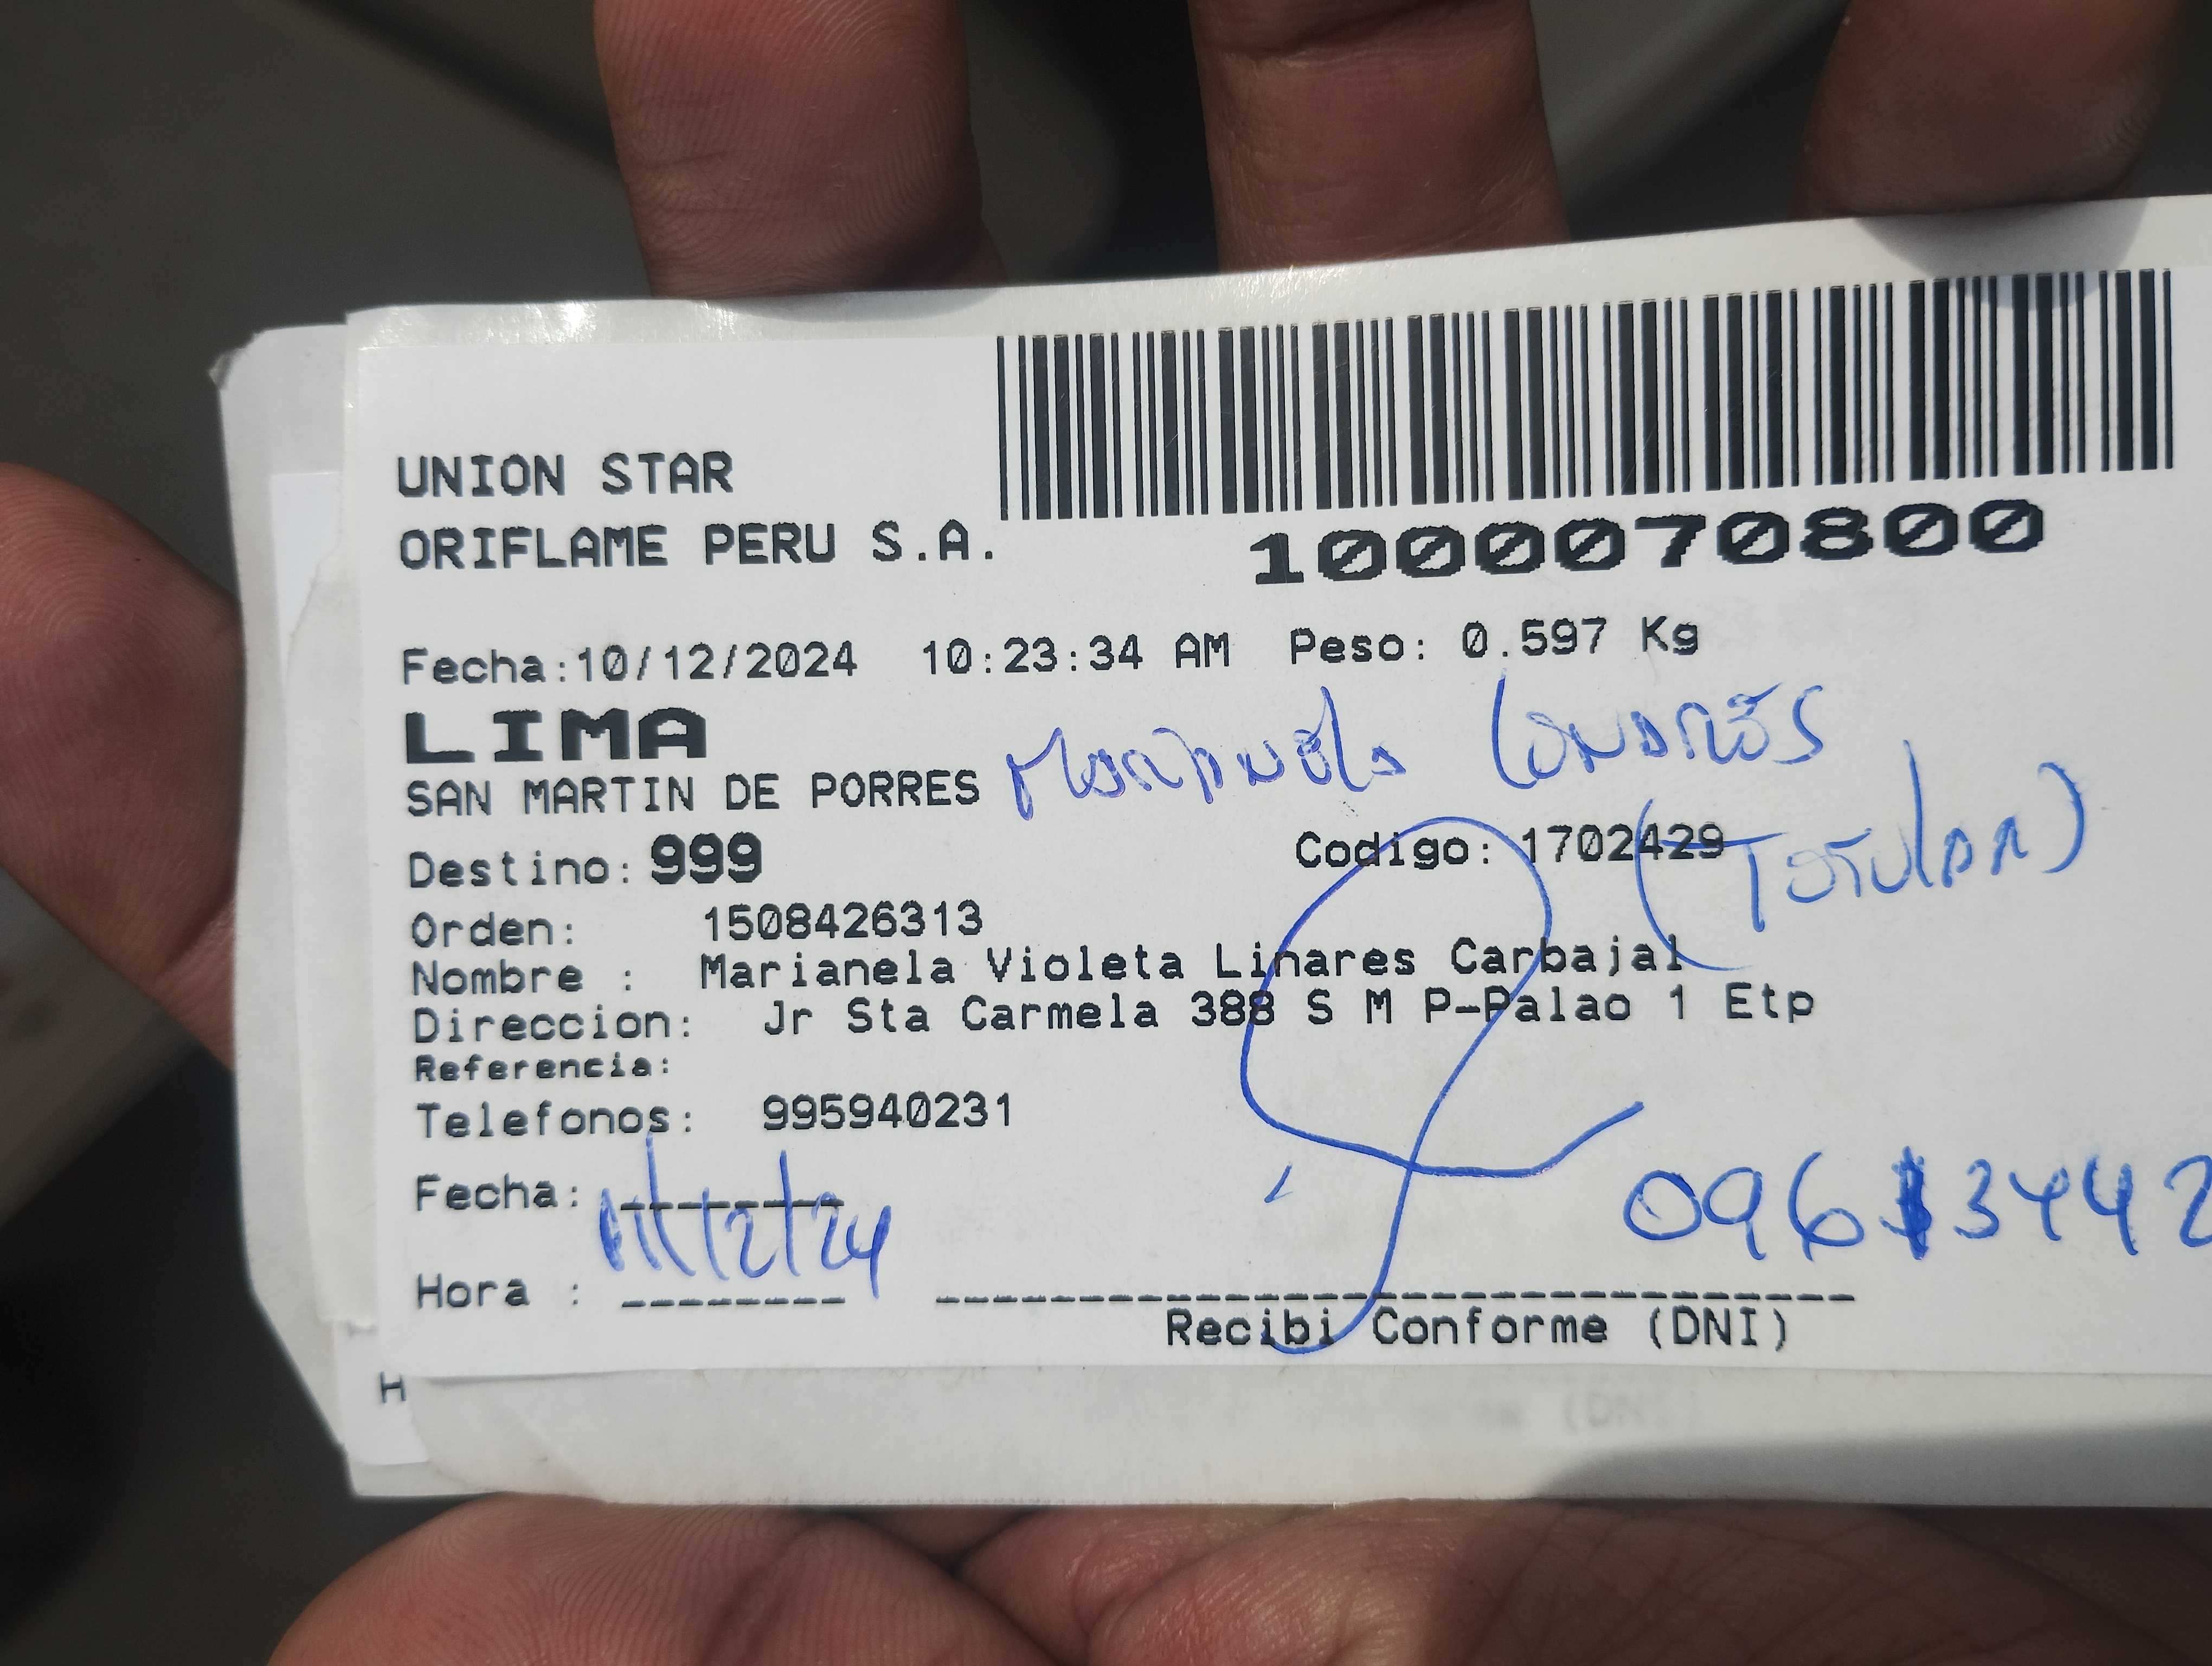 UNION STAR
ORIFLAME PERU S.A.
1000070800
Fecha:10/12/2024 10:23:34 AM Peso: 0.597 Kg
LIMA
SAN MARTIN DE PORRES
Destino: 999 Codigo: 1702429
Orden: 1508426313
Nombre : Marianela Violeta Linares Carbajal
Direccion: Jr Sta Carmela 388 S M P-Palao 1 Etp
Referencia:
Telefonos: 995940231
Fecha: 11/12/24
Hora :
Recibi Conforme (DNI)
H